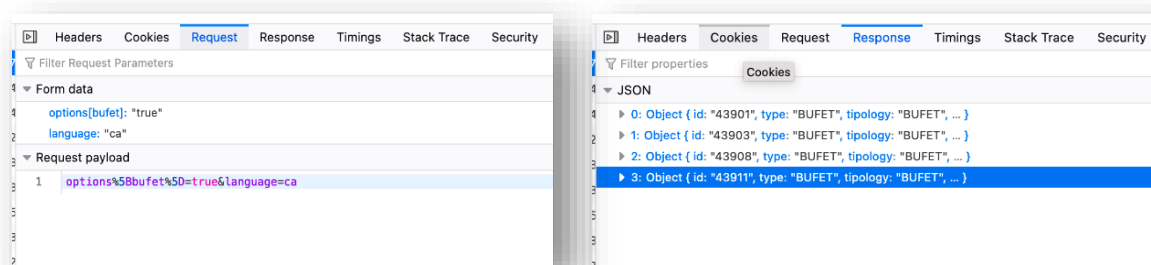 Headers Cookies Request Response Timings Stack Trace Security
Filter Request Parameters
Form data
options[bufet]: "true"
language: "ca"
Request payload
1 options%5Bbufet%5D=true&language=ca
Headers Cookies Request Response Timings Stack Trace Security
Filter properties
Cookies
JSON
0: Object { id: "43901", type: "BUFET", tipology: "BUFET", … }
1: Object { id: "43903", type: "BUFET", tipology: "BUFET", … }
2: Object { id: "43908", type: "BUFET", tipology: "BUFET", … }
3: Object { id: "43911", type: "BUFET", tipology: "BUFET", … }